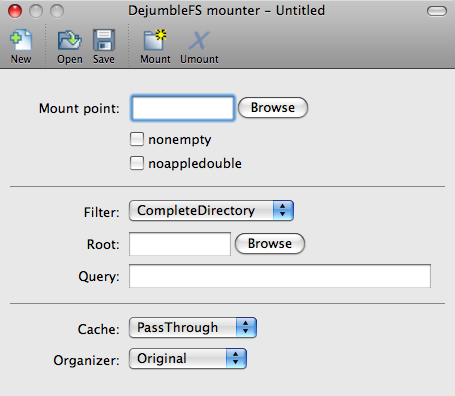 DejumbleFS mounter – Untitled
New Open Save Mount Umount
Mount point: Browse
nonempty
noappledouble
Filter: CompleteDirectory
Root: Browse
Query:
Cache: PassThrough
Organizer: Original